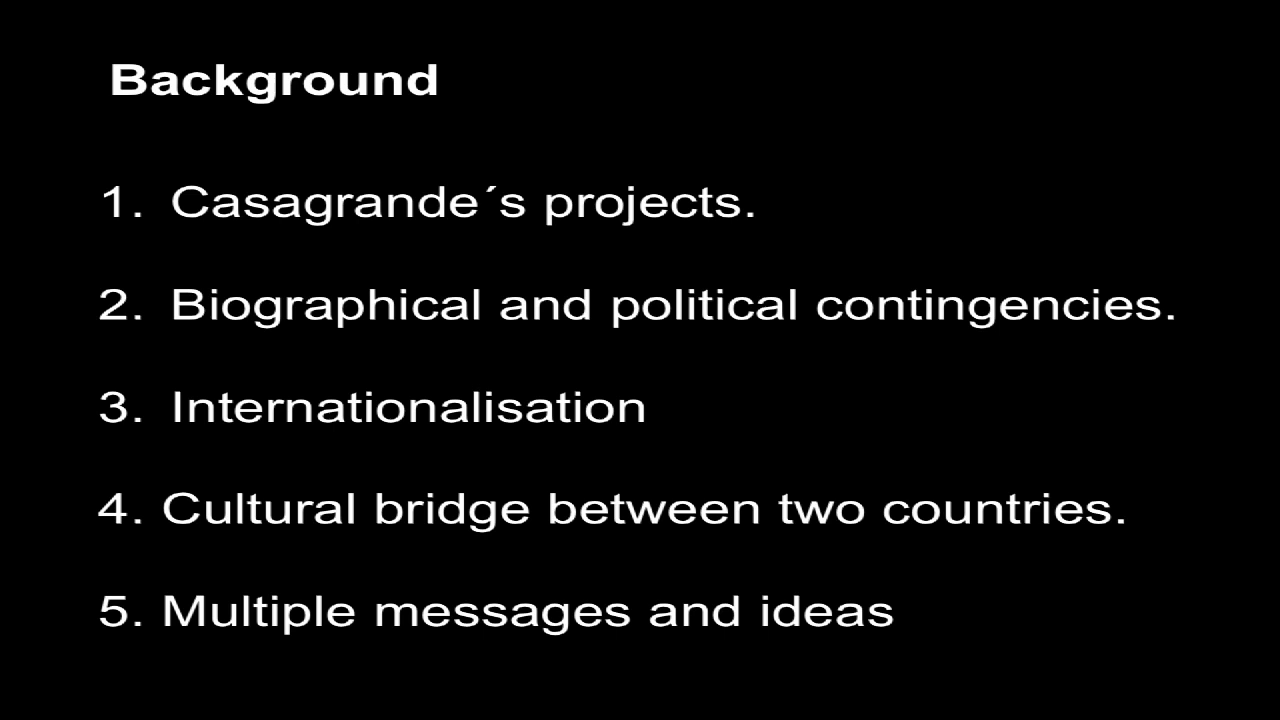 Background
1. Casagrande´s projects.
2. Biographical and political contingencies.
3. Internationalisation
4. Cultural bridge between two countries.
5. Multiple messages and ideas